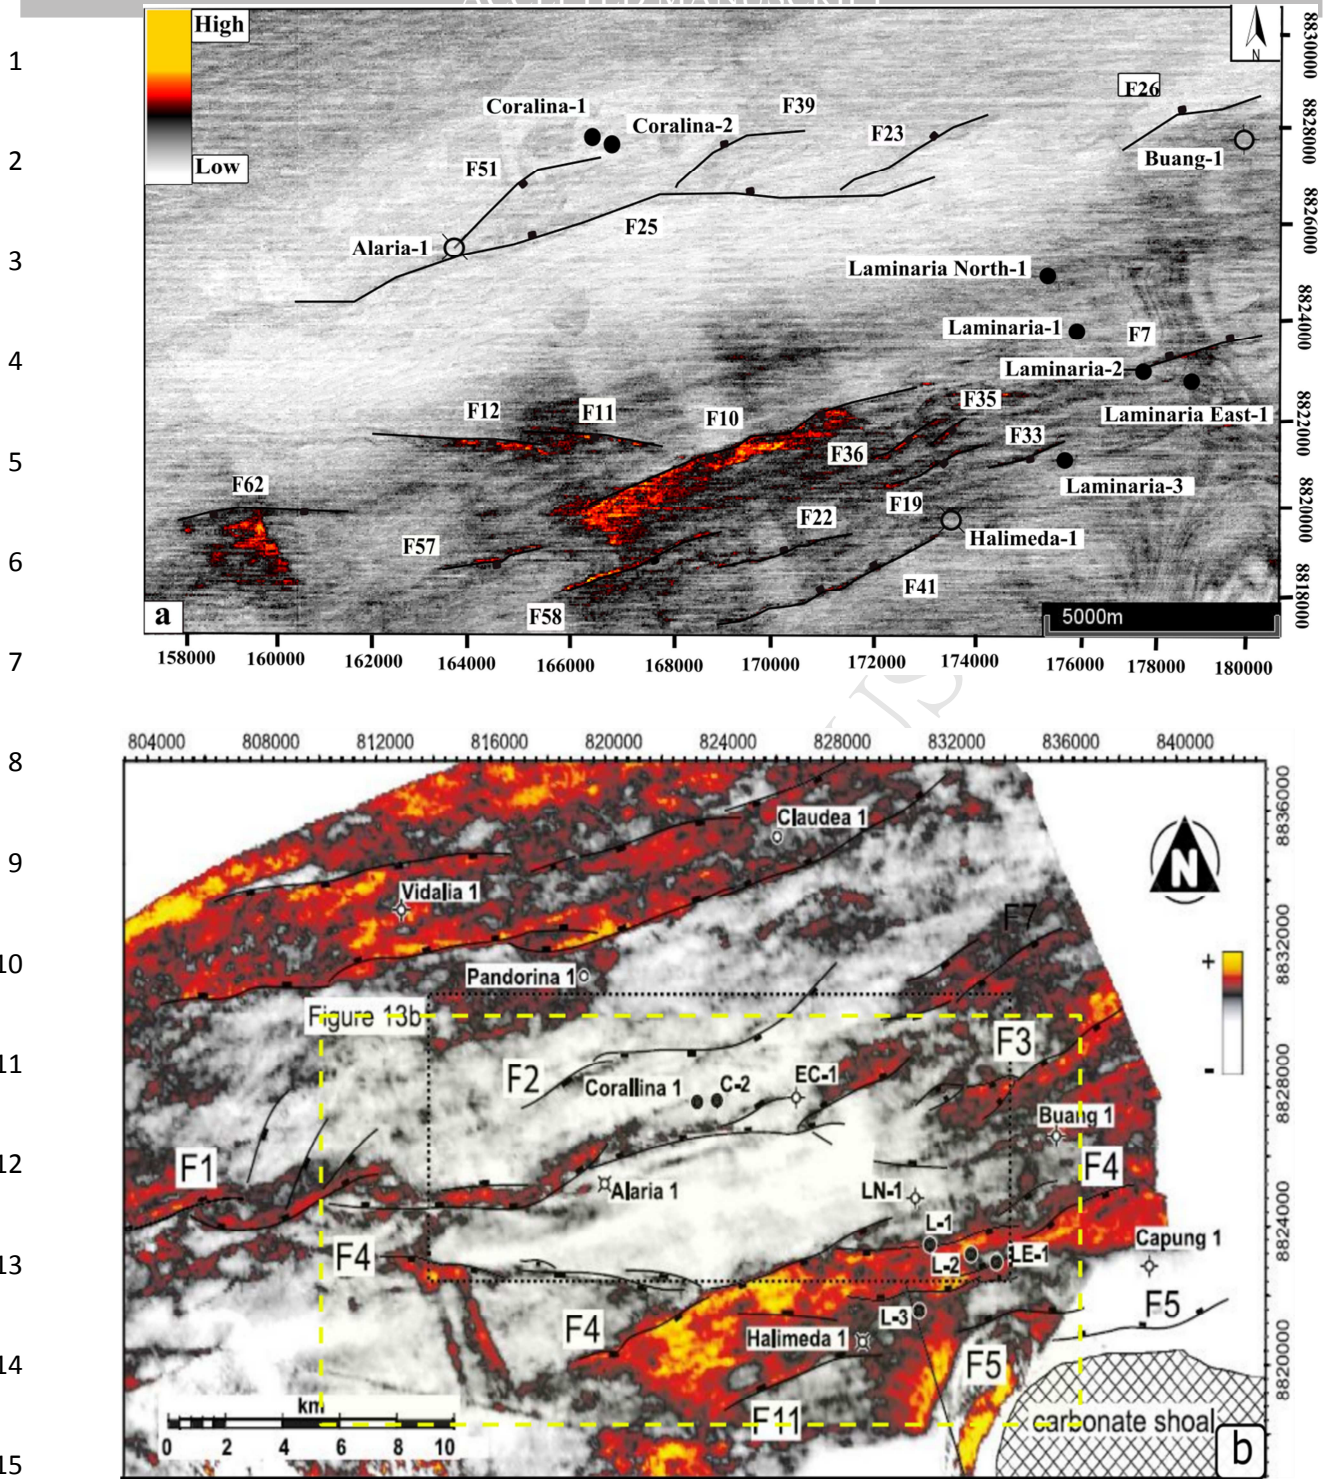 ACCEPTED MANUSCRIPT
High
Low
N
8830000
8828000
8826000
8824000
8822000
8820000
8818000
1
2
3
4
5
6
7
8
9
10
11
12
13
14
15
Coralina-1
Coralina-2
F39
F23
F26
Buang-1
F51
F25
Alaria-1
Laminaria North-1
Laminaria-1
F7
Laminaria-2
Laminaria East-1
F12
F11
F10
F35
F36
F33
Laminaria-3
F62
F19
F22
Halimeda-1
F57
F41
F58
a
5000m
158000 160000 162000 164000 166000 168000 170000 172000 174000 176000 178000 180000
804000 808000 812000 816000 820000 824000 828000 832000 836000 840000
8836000
8832000
8828000
8824000
8820000
Claudea 1
N
Vidalia 1
F7
Pandorina 1
+
-
Figure 13b
F3
F2
EC-1
Corallina 1
C-2
Buang 1
F1
F4
Alaria 1
LN-1
L-1
Capung 1
F4
L-2
LE-1
F5
F4
L-3
Halimeda 1
F5
km
F11
carbonate shoal
0 2 4 6 8 10
b